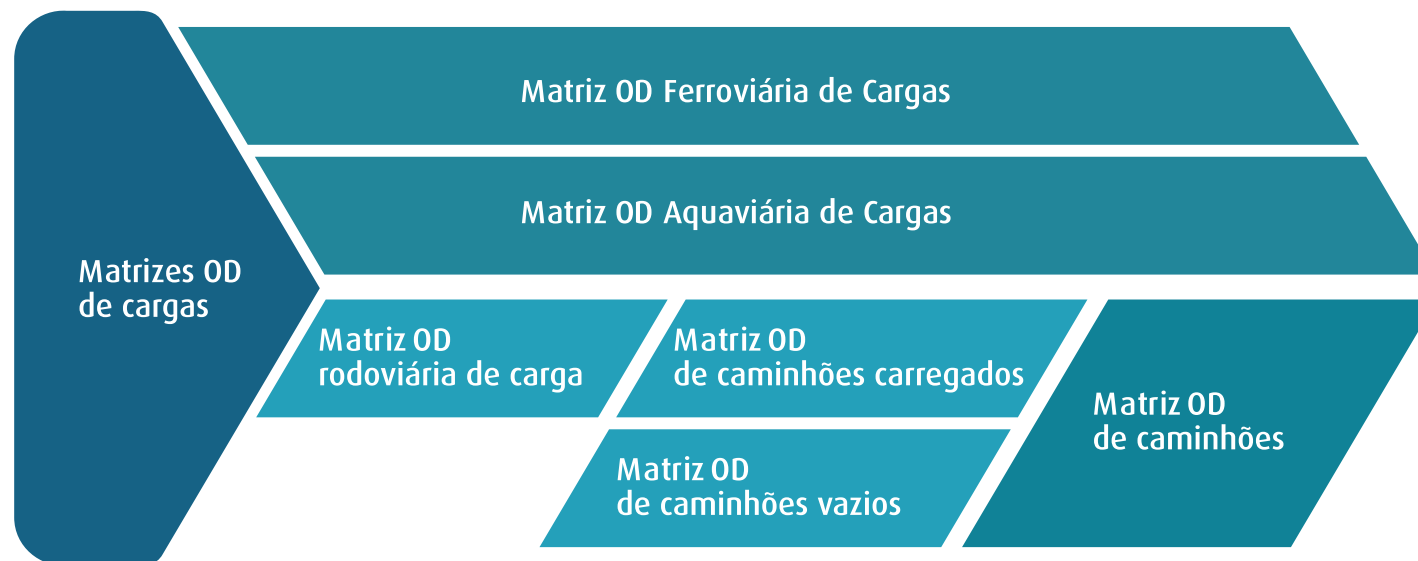 Matriz OD Ferroviária de Cargas
Matriz OD Aquaviária de Cargas
Matrizes OD
de cargas
Matriz OD
rodoviária de carga
Matriz OD
de caminhões carregados
Matriz OD
de caminhões
Matriz OD
de caminhões vazios